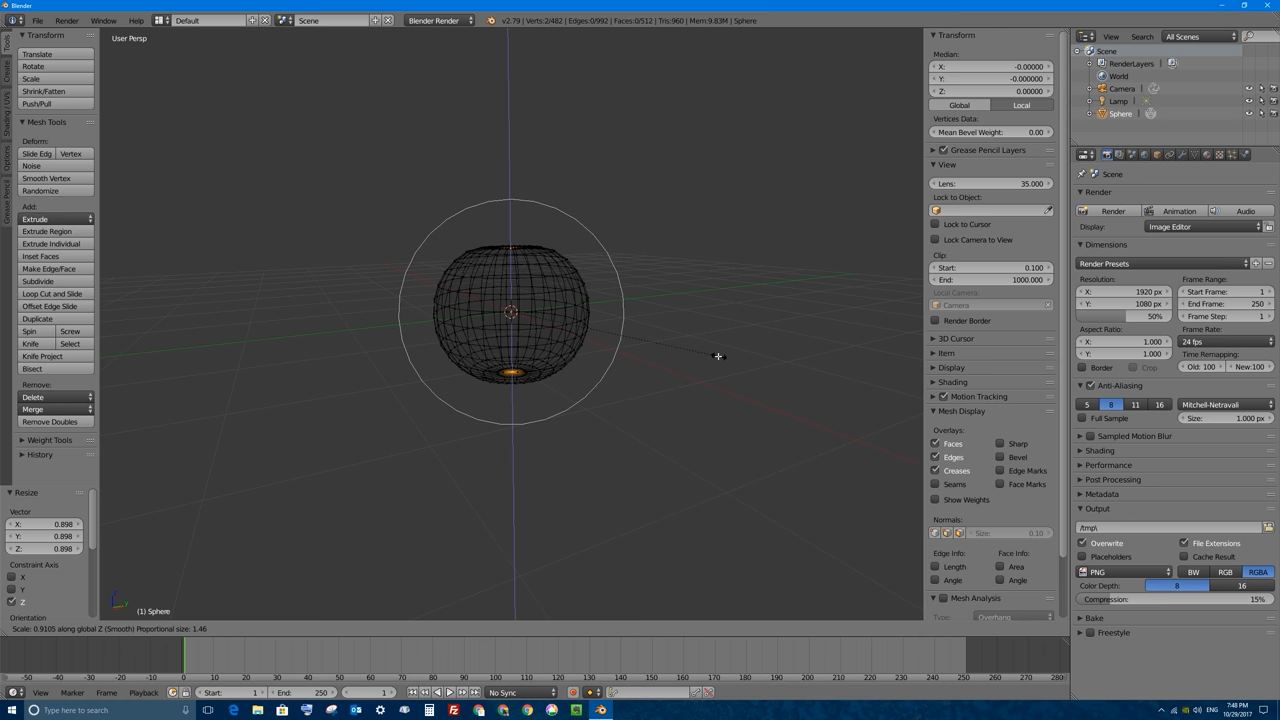 Blender
File
Render
Window
Help
Default
Scene
Blender Render
v2.79 | Verts:2/482 | Edges:0/992 | Faces:0/512 | Tris:960 | Mem:9.83M | Sphere
Tools
Create
Shading / UVs
Options
Grease Pencil
Transform
Translate
Rotate
Scale
Shrink/Fatten
Push/Pull
Mesh Tools
Deform:
Slide Edg Vertex
Noise
Smooth Vertex
Randomize
Add:
Extrude
Extrude Region
Extrude Individual
Inset Faces
Make Edge/Face
Subdivide
Loop Cut and Slide
Offset Edge Slide
Duplicate
Spin Screw
Knife Select
Knife Project
Bisect
Remove:
Delete
Merge
Remove Doubles
Weight Tools
History
Resize
Vector
X: 0.898
Y: 0.898
Z: 0.898
Constraint Axis
X
Y
Z
Orientation
User Persp
(1) Sphere
Scale: 0.9105 along global Z (Smooth) Proportional size: 1.46
Transform
Median:
X: -0.00000
Y: -0.000000
Z: 0.00000
Global Local
Vertices Data:
Mean Bevel Weight: 0.00
Grease Pencil Layers
View
Lens: 35.000
Lock to Object:
Lock to Cursor
Lock Camera to View
Clip:
Start: 0.100
End: 1000.000
Local Camera:
Camera
Render Border
3D Cursor
Item
Display
Shading
Motion Tracking
Mesh Display
Overlays:
Faces Sharp
Edges Bevel
Creases Edge Marks
Seams Face Marks
Show Weights
Normals:
Size: 0.10
Edge Info: Face Info:
Length Area
Angle Angle
Mesh Analysis
Type: Overhang
View Search All Scenes
Scene
RenderLayers
World
Camera
Lamp
Sphere
Scene
Render
Render Animation Audio
Display: Image Editor
Dimensions
Render Presets
Resolution: Frame Range:
X: 1920 px Start Frame: 1
Y: 1080 px End Frame: 250
50% Frame Step: 1
Aspect Ratio: Frame Rate:
X: 1.000 24 fps
Y: 1.000 Time Remapping:
Border Crop Old: 100 New:100
Anti-Aliasing
5 8 11 16 Mitchell-Netravali
Full Sample Size: 1.000 px
Sampled Motion Blur
Shading
Performance
Post Processing
Metadata
Output
/tmp\
Overwrite File Extensions
Placeholders Cache Result
PNG BW RGB RGBA
Color Depth: 8 16
Compression: 15%
Bake
Freestyle
-50 -40 -30 -20 -10 0 10 20 30 40 50 60 70 80 90 100 110 120 130 140 150 160 170 180 190 200 210 220 230 240 250 260 270 280
View Marker Frame Playback Start: 1 End: 250 1 No Sync
Type here to search
ENG
7:48 PM
10/29/2017